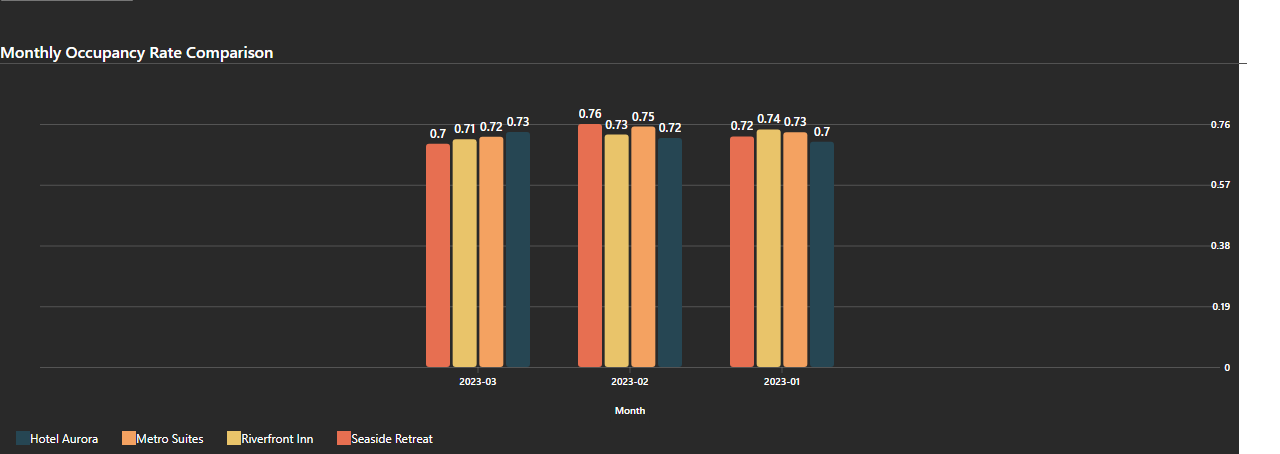 Monthly Occupancy Rate Comparison
0.7 0.71 0.72 0.73 0.76 0.73 0.75 0.72 0.72 0.74 0.73 0.7
0.76
0.57
0.38
0.19
0
2023-03 2023-02 2023-01
Month
Hotel Aurora Metro Suites Riverfront Inn Seaside Retreat